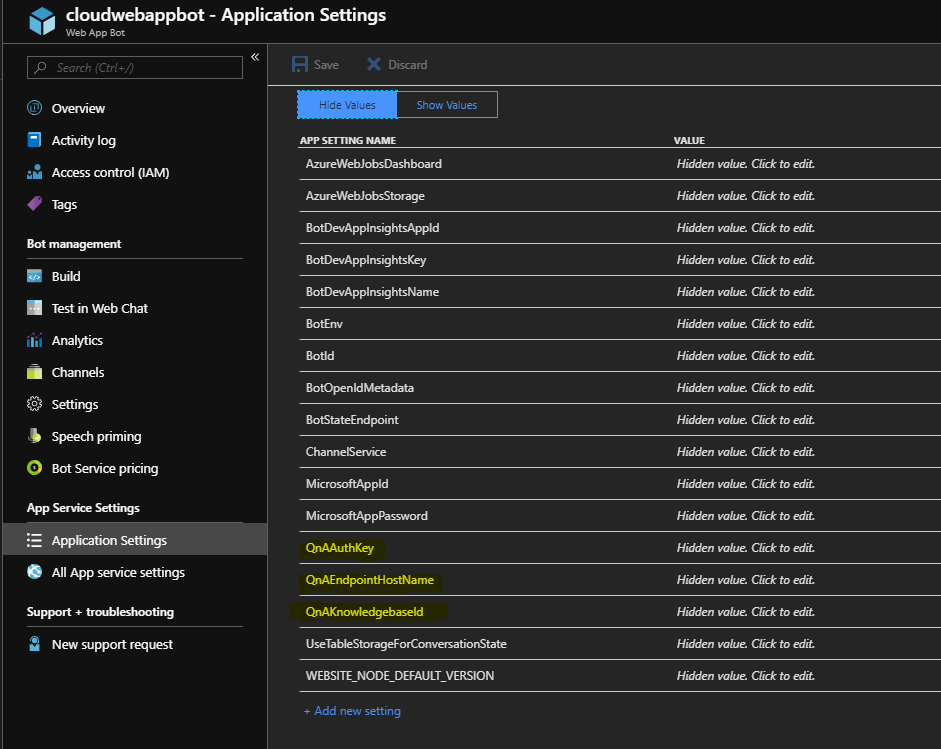 cloudwebappbot - Application Settings
Web App Bot
Search (Ctrl+/)
«
Overview
Activity log
Access control (IAM)
Tags
Bot management
Build
Test in Web Chat
Analytics
Channels
Settings
Speech priming
Bot Service pricing
App Service Settings
Application Settings
All App service settings
Support + troubleshooting
New support request
Save Discard
Hide Values Show Values
APP SETTING NAME VALUE
AzureWebJobsDashboard Hidden value. Click to edit.
AzureWebJobsStorage Hidden value. Click to edit.
BotDevAppInsightsAppId Hidden value. Click to edit.
BotDevAppInsightsKey Hidden value. Click to edit.
BotDevAppInsightsName Hidden value. Click to edit.
BotEnv Hidden value. Click to edit.
BotId Hidden value. Click to edit.
BotOpenIdMetadata Hidden value. Click to edit.
BotStateEndpoint Hidden value. Click to edit.
ChannelService Hidden value. Click to edit.
MicrosoftAppId Hidden value. Click to edit.
MicrosoftAppPassword Hidden value. Click to edit.
QnAAuthKey Hidden value. Click to edit.
QnAEndpointHostName Hidden value. Click to edit.
QnAKnowledgebaseId Hidden value. Click to edit.
UseTableStorageForConversationState Hidden value. Click to edit.
WEBSITE_NODE_DEFAULT_VERSION Hidden value. Click to edit.
+ Add new setting